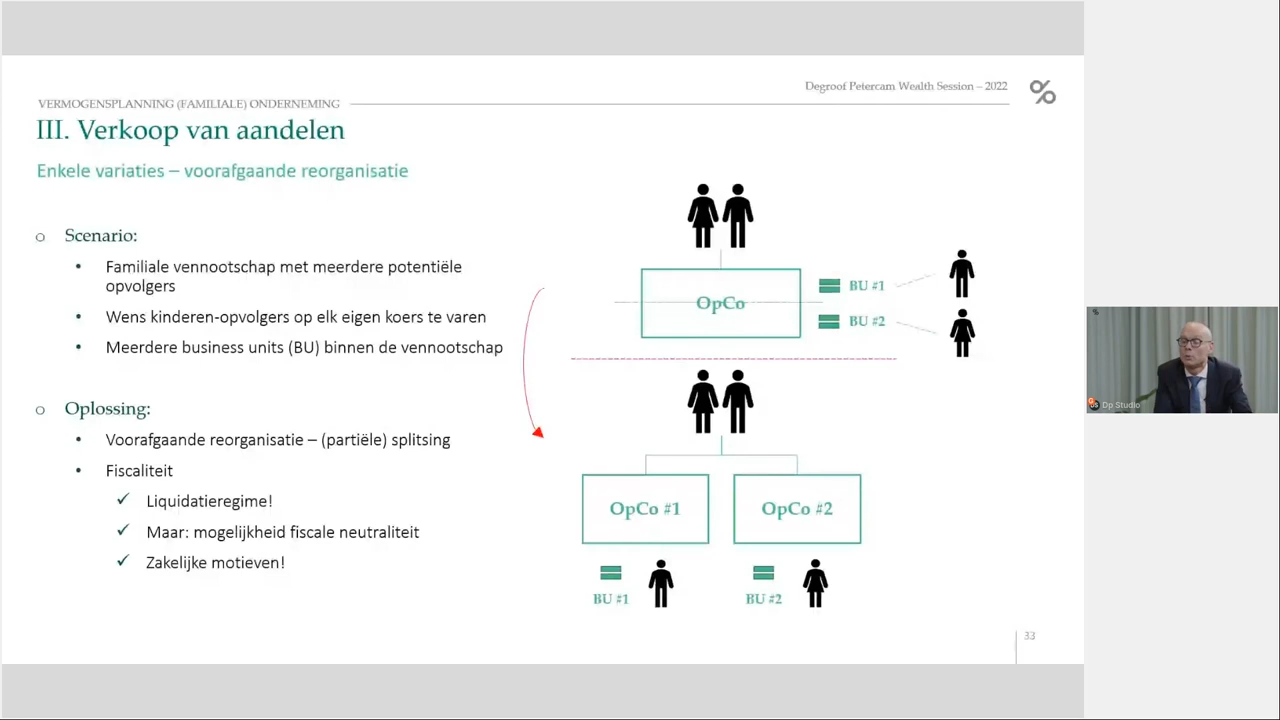 Degroof Petercam Wealth Session – 2022
VERMOGENSPLANNING (FAMILIALE) ONDERNEMING
III. Verkoop van aandelen
Enkele variaties – voorafgaande reorganisatie
o Scenario:
• Familiale vennootschap met meerdere potentiële
opvolgers
• Wens kinderen-opvolgers op elk eigen koers te varen
• Meerdere business units (BU) binnen de vennootschap
o Oplossing:
• Voorafgaande reorganisatie – (partiële) splitsing
• Fiscaliteit
✓ Liquidatieregime!
✓ Maar: mogelijkheid fiscale neutraliteit
✓ Zakelijke motieven!
OpCo
BU #1
BU #2
OpCo #1
OpCo #2
BU #1
BU #2
33
Dp Studio